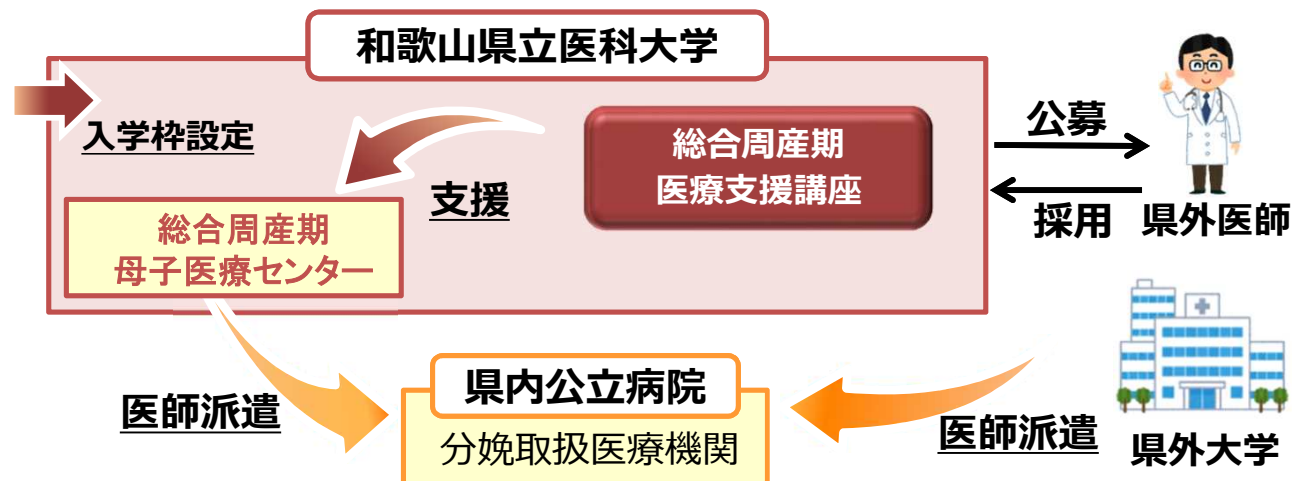 和歌山県立医科大学
入学枠設定
支援
総合周産期
医療支援講座
総合周産期
母子医療センター
公募
採用
県外医師
医師派遣
県内公立病院
分娩取扱医療機関
医師派遣
県外大学